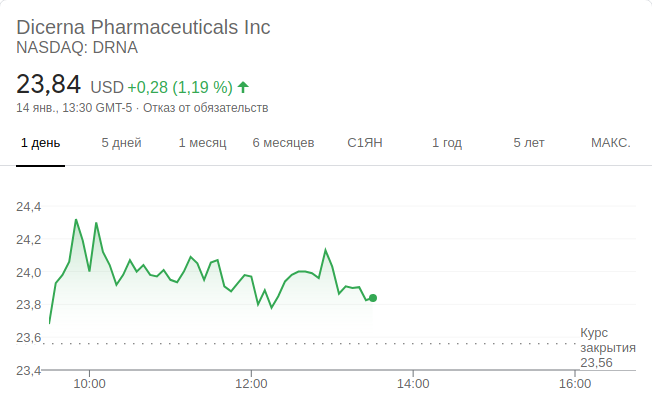 Dicerna Pharmaceuticals Inc
NASDAQ: DRNA
23,84 USD +0,28 (1,19 %)
14 янв., 13:30 GMT-5 · Отказ от обязательств
1 день 5 дней 1 месяц 6 месяцев С1ЯН 1 год 5 лет МАКС.
24,4
24,2
24,0
23,8
23,6
Курс
закрытия
23,56
23,4
10:00 12:00 14:00 16:00